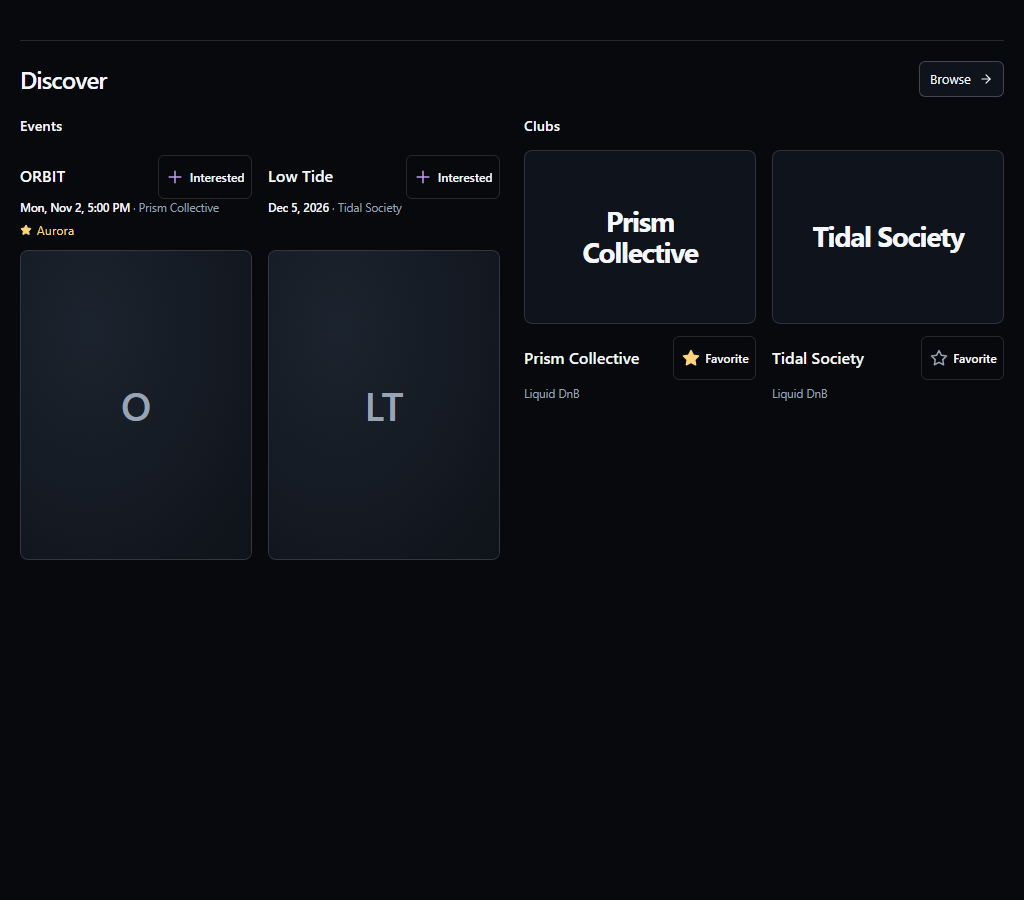 Discover
Browse
Events
ORBIT
Interested
Mon, Nov 2, 5:00 PM · Prism Collective
Aurora
O
Low Tide
Interested
Dec 5, 2026 · Tidal Society
LT
Clubs
Prism
Collective
Prism Collective
Favorite
Liquid DnB
Tidal Society
Tidal Society
Favorite
Liquid DnB